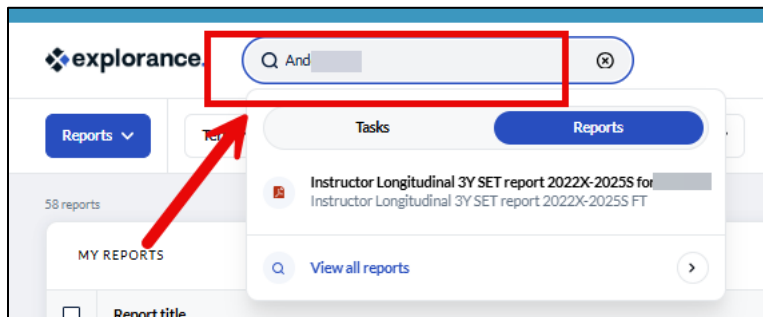 explorance.
And
Reports
Tasks
Reports
58 reports
Instructor Longitudinal 3Y SET report 2022X-2025S for
Instructor Longitudinal 3Y SET report 2022X-2025S FT
MY REPORTS
View all reports
Report title